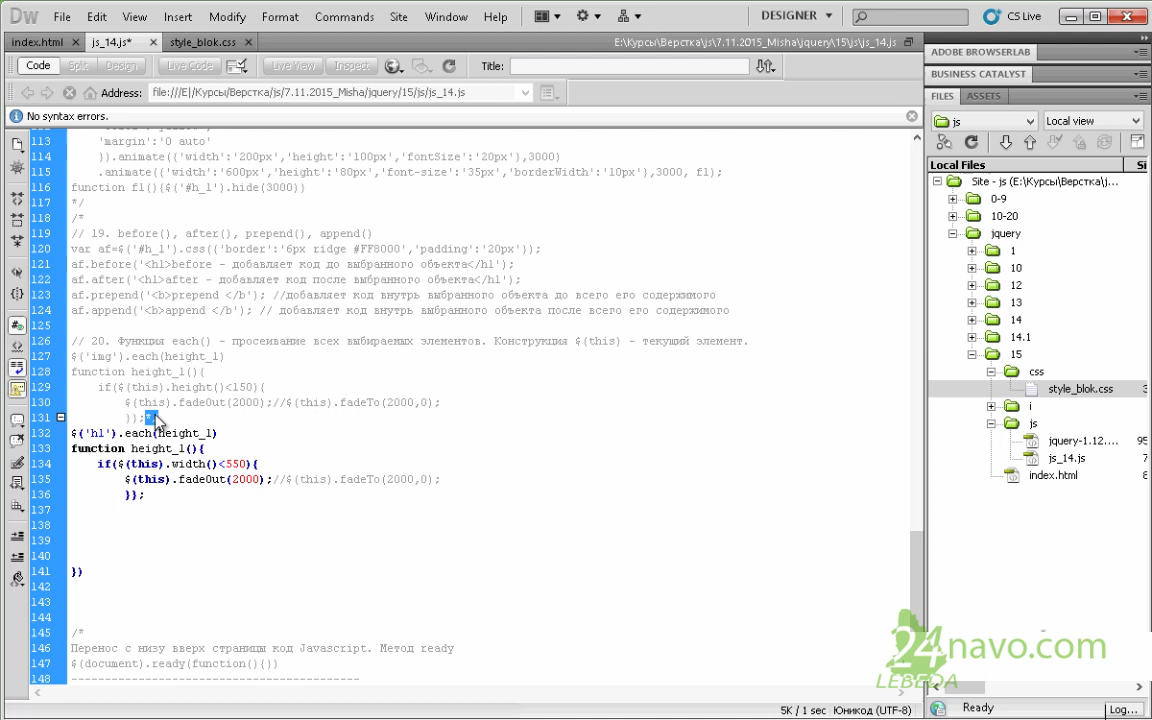 Dw File Edit View Insert Modify Format Commands Site Window Help DESIGNER CS Live
index.html js_14.js* style_blok.css E:\Курсы\Верстка\js\7.11.2015_Misha\jquery\15\js\js_14.js
Code Split Design Live Code Live View Inspect Title:
Address: file:///E|/Курсы/Верстка/js/7.11.2015_Misha/jquery/15/js/js_14.js
No syntax errors.
113 'margin':'0 auto'
114 }).animate({'width':'200px','height':'100px','fontSize':'20px'},3000)
115 .animate({'width':'600px','height':'80px','font-size':'35px','borderWidth':'10px'},3000, f1);
116 function f1(){$('#h_1').hide(3000)}
117 */
118 /*
119 // 19. before(), after(), prepend(), append()
120 var af=$('#h_1').css({'border':'6px ridge #FF8000','padding':'20px'});
121 af.before('<h1>before - добавляет код до выбранного объекта</h1');
122 af.after('<h1>after - добавляет код после выбранного объекта</h1');
123 af.prepend('<b>prepend </b'); //добавляет код внутрь выбранного объекта до всего его содержимого
124 af.append('<b>append </b'); // добавляет код внутрь выбранного объекта после всего его содержимого
125
126 // 20. Функция each() - просеивание всех выбираемых элементов. Конструкция $(this) - текущий элемент.
127 $('img').each(height_1)
128 function height_1(){
129 if($(this).height()<150){
130 $(this).fadeOut(2000);//$(this).fadeTo(2000,0);
131 }};*/
132 $('h1').each(height_1)
133 function height_1(){
134 if($(this).width()<550){
135 $(this).fadeOut(2000);//$(this).fadeTo(2000,0);
136 }};
137
138
139
140
141 })
142
143
144
145 /*
146 Перенос с низу вверх страницы код Javascript. Метод ready
147 $(document).ready(function(){})
148 ------------------------------------------
5K / 1 sec Юникод (UTF-8)
ADOBE BROWSERLAB
BUSINESS CATALYST
FILES ASSETS
js Local view
Local Files Si
Site - js (E:\Курсы\Верстка\j...
0-9
10-20
jquery
1
10
12
13
14
14.1
15
css
style_blok.css 3
i
js
jquery-1.12.... 95
js_14.js 7
index.html 8
24navo.com
LEBEDA
Ready Log...